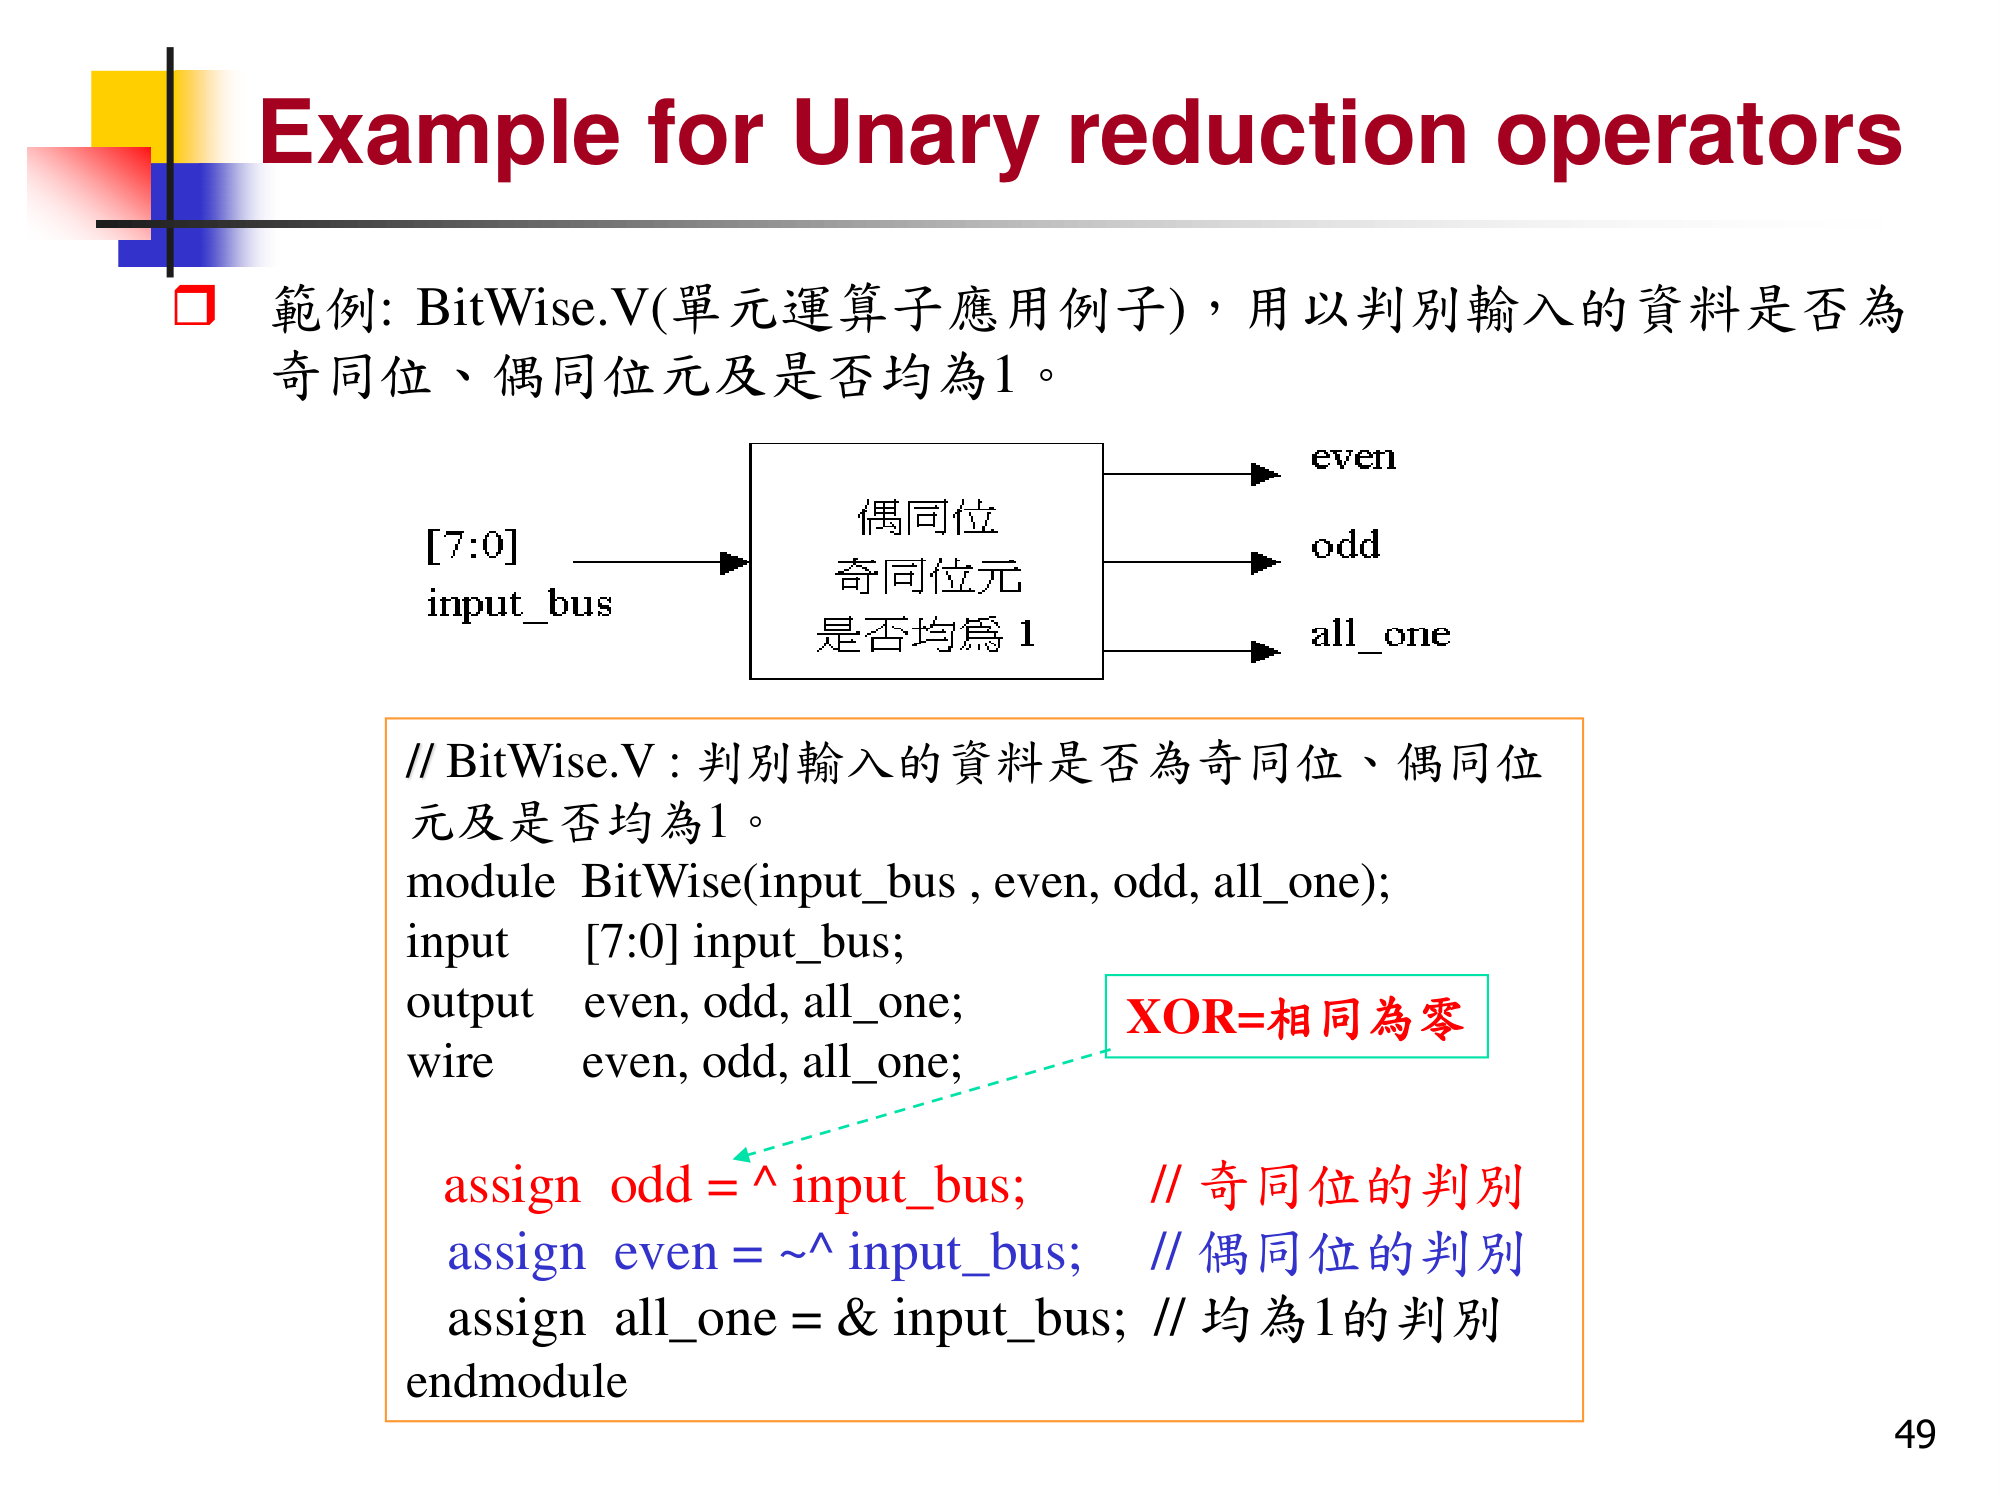 Example for Unary reduction operators
範例: BitWise.V(單元運算子應用例子)，用以判別輸入的資料是否為
奇同位、偶同位元及是否均為1。
[7:0]
input_bus
偶同位
奇同位元
是否均爲 1
even
odd
all_one
// BitWise.V : 判別輸入的資料是否為奇同位、偶同位
元及是否均為1。
module BitWise(input_bus , even, odd, all_one);
input [7:0] input_bus;
output even, odd, all_one;
wire even, odd, all_one;
XOR=相同為零
assign odd = ^ input_bus; // 奇同位的判別
assign even = ~^ input_bus; // 偶同位的判別
assign all_one = & input_bus; // 均為1的判別
endmodule
49